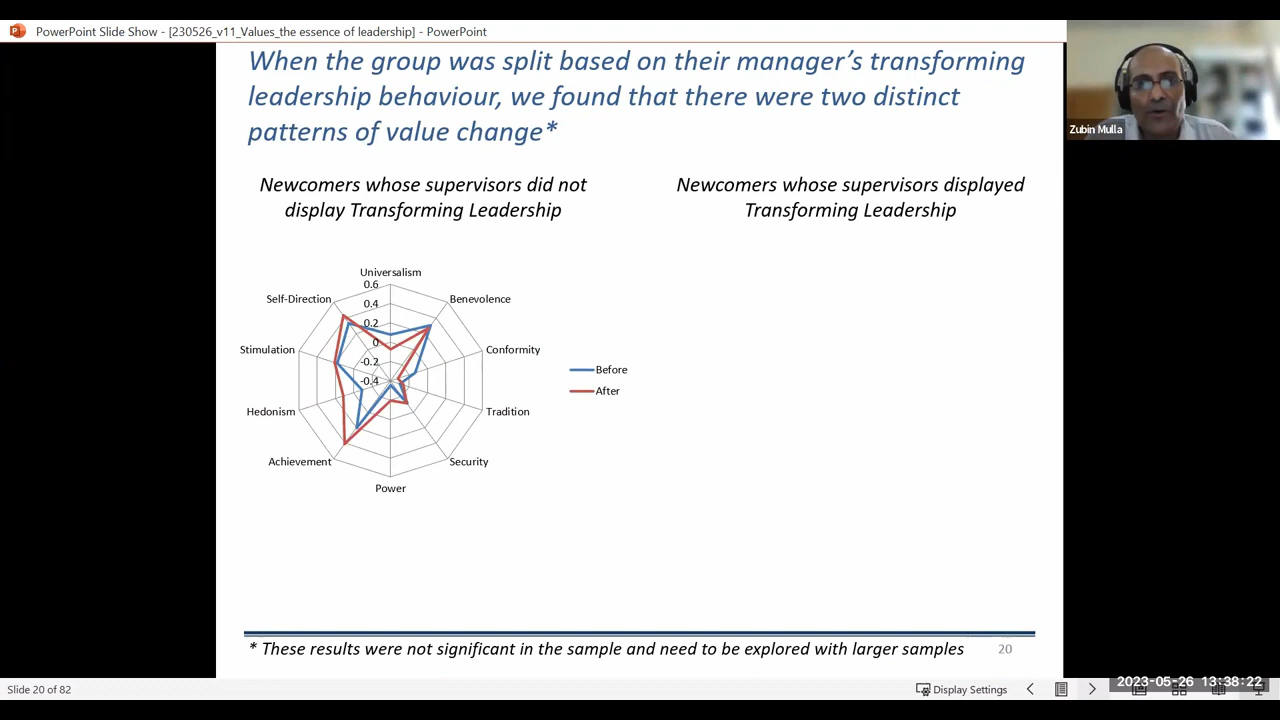 PowerPoint Slide Show - [230526_v11_Values_the essence of leadership] - PowerPoint
When the group was split based on their manager's transforming
leadership behaviour, we found that there were two distinct
patterns of value change*
Zubin Mulla
Newcomers whose supervisors did not
display Transforming Leadership
Newcomers whose supervisors displayed
Transforming Leadership
Universalism
0.6
Self-Direction
Benevolence
0.4
0.2
Stimulation
0
Conformity
-0.2
Before
-0.4
After
Hedonism
Tradition
Achievement
Security
Power
* These results were not significant in the sample and need to be explored with larger samples
20
Slide 20 of 82
Display Settings
2023-05-26 13:38:22